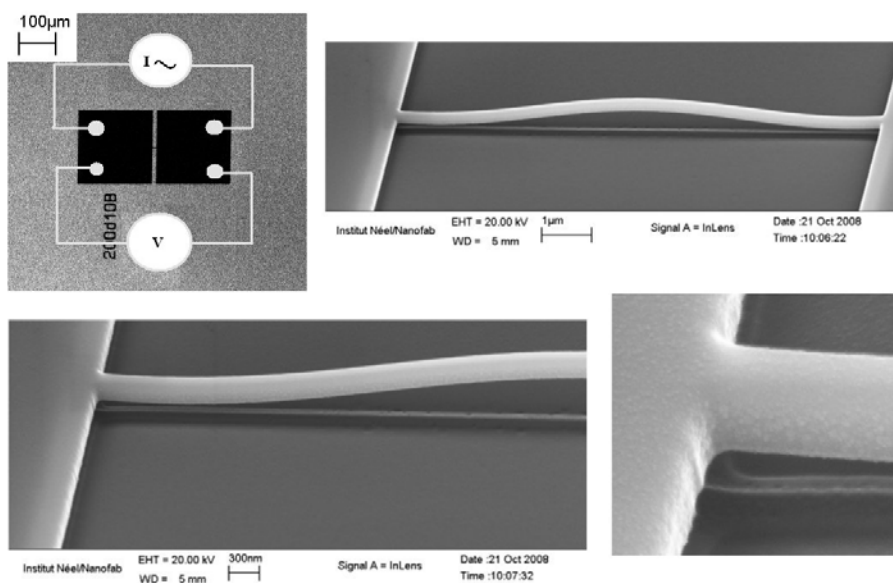 100µm
I ~
V
200d10B
Institut Néel/Nanofab
EHT = 20.00 kV
WD = 5 mm
1µm
Signal A = InLens
Date :21 Oct 2008
Time :10:06:22
Institut Néel/Nanofab
EHT = 20.00 kV
WD = 5 mm
300nm
Signal A = InLens
Date :21 Oct 2008
Time :10:07:32